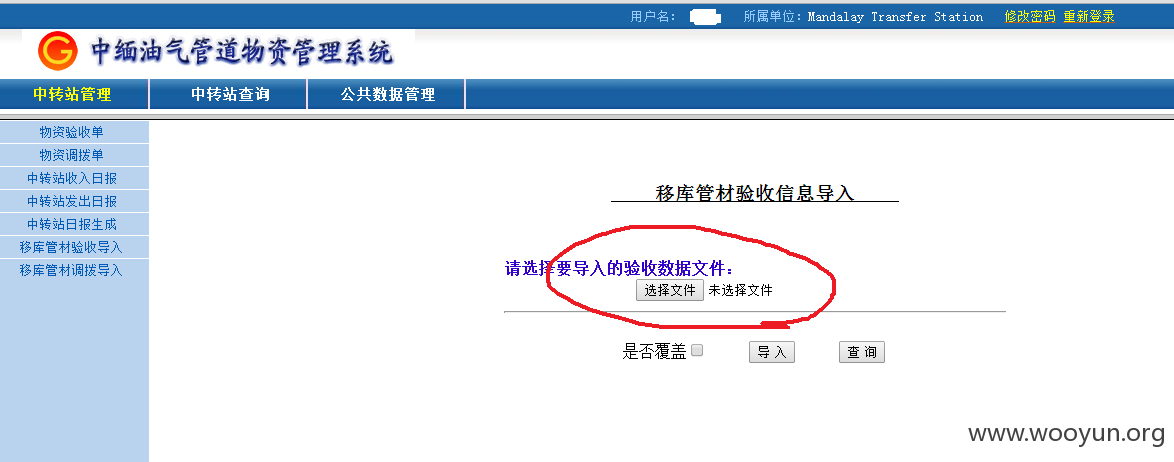 用户名： 所属单位：Mandalay Transfer Station 修改密码 重新登录
中缅油气管道物资管理系统
中转站管理 中转站查询 公共数据管理
物资验收单
物资调拨单
中转站收入日报
中转站发出日报
中转站日报生成
移库管材验收导入
移库管材调拨导入
移库管材验收信息导入
请选择要导入的验收数据文件：
选择文件 未选择文件
是否覆盖 导入 查询
www.wooyun.org